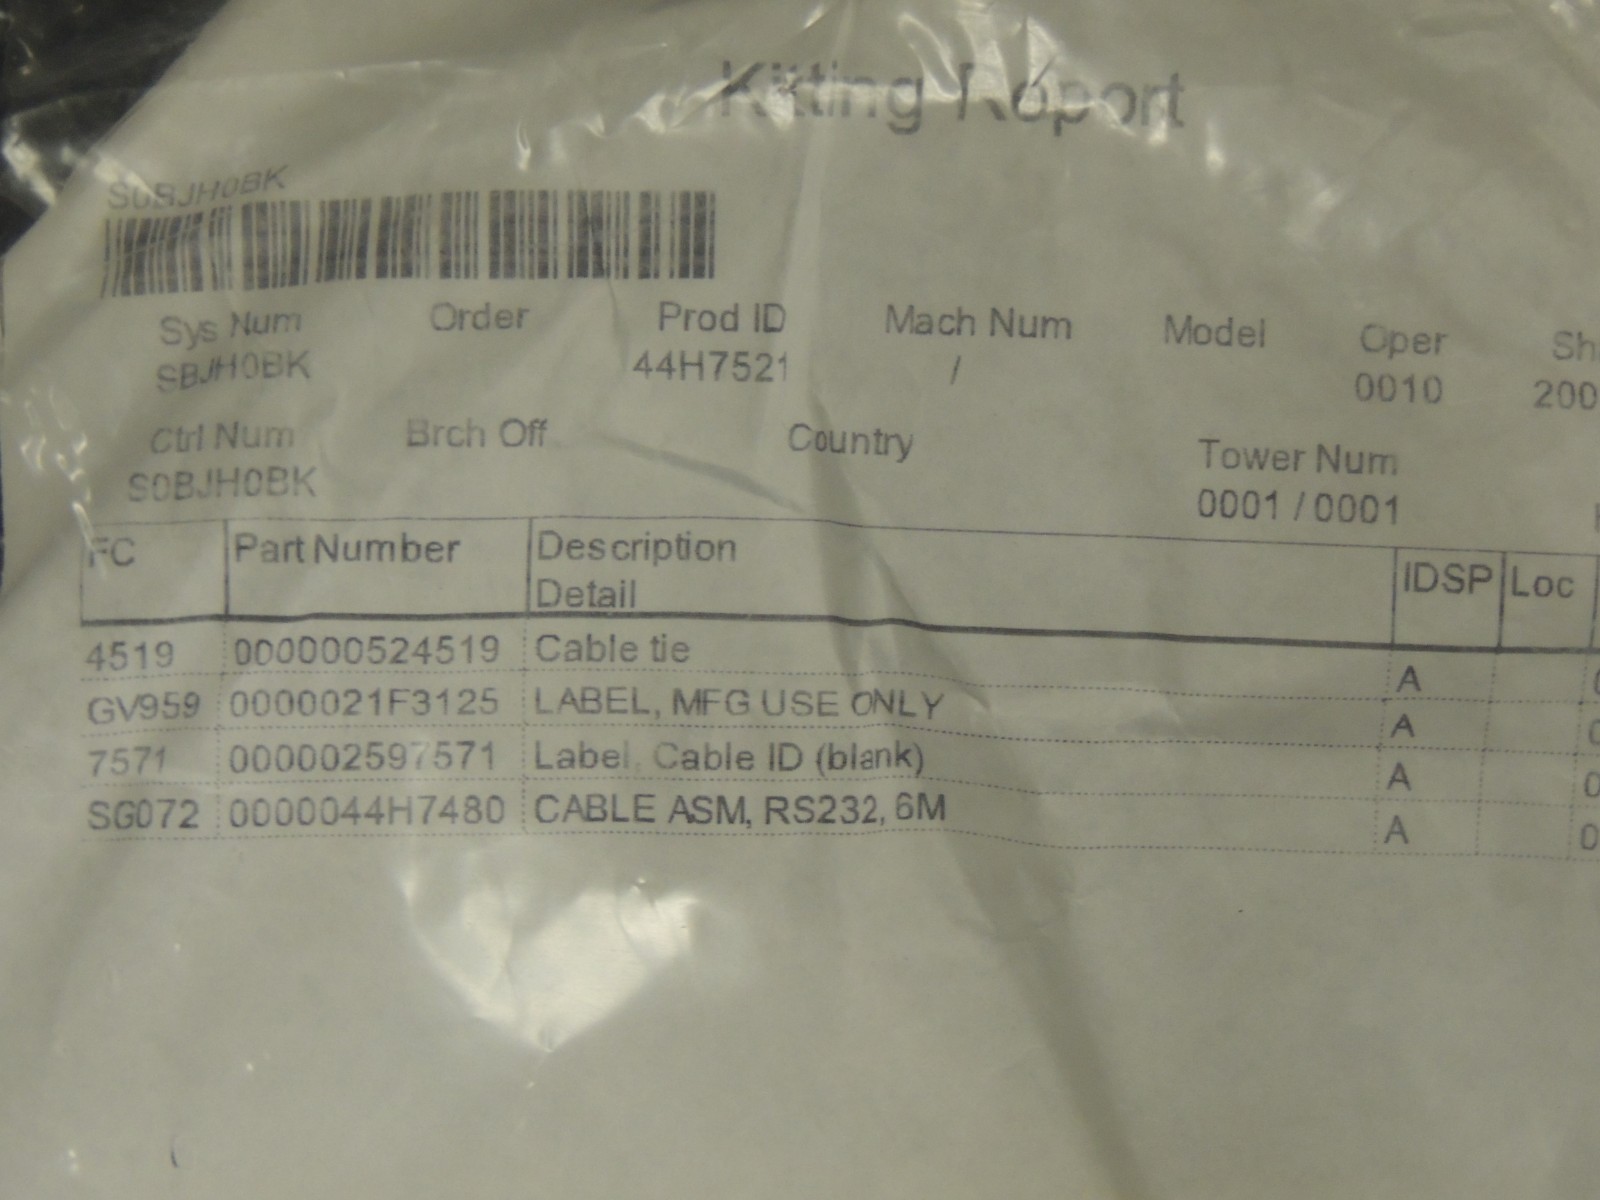 Kitting Report
S0BJH0BK
Sys Num Order Prod ID Mach Num Model Oper Sh
SBJH0BK 44H7521 / 0010 200
Ctrl Num Brch Off Country Tower Num
S0BJH0BK 0001 / 0001
FC Part Number Description IDSP Loc
Detail
4519 000000524519 Cable tie A
GV959 0000021F3125 LABEL, MFG USE ONLY A
7571 000002597571 Label, Cable ID (blank) A
SG072 0000044H7480 CABLE ASM, RS232, 6M A